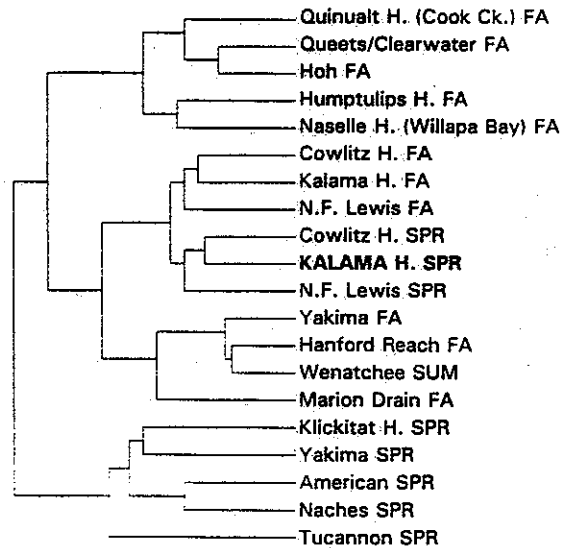 Quinualt H. (Cook Ck.) FA
Queets/Clearwater FA
Hoh FA
Humptulips H. FA
Naselle H. (Willapa Bay) FA
Cowlitz H. FA
Kalama H. FA
N.F. Lewis FA
Cowlitz H. SPR
KALAMA H. SPR
N.F. Lewis SPR
Yakima FA
Hanford Reach FA
Wenatchee SUM
Marion Drain FA
Klickitat H. SPR
Yakima SPR
American SPR
Naches SPR
Tucannon SPR